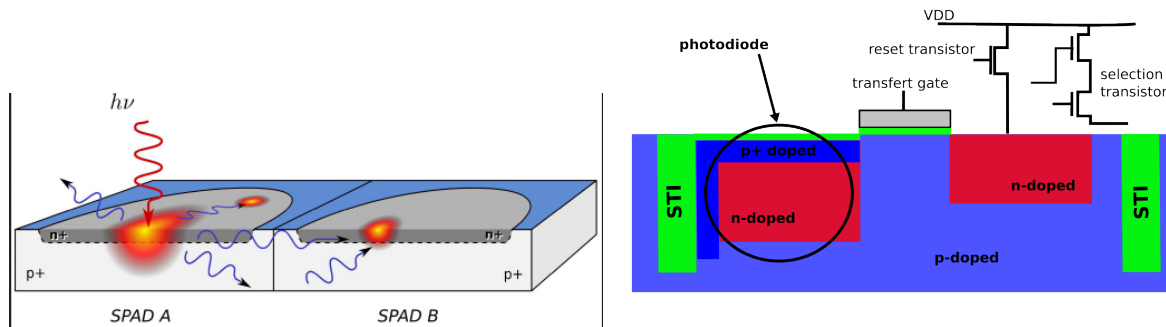 hν
n+
n+
p+
p+
SPAD A
SPAD B
VDD
photodiode
reset transistor
transfert gate
selection
transistor
p+ doped
STI
n-doped
n-doped
STI
p-doped